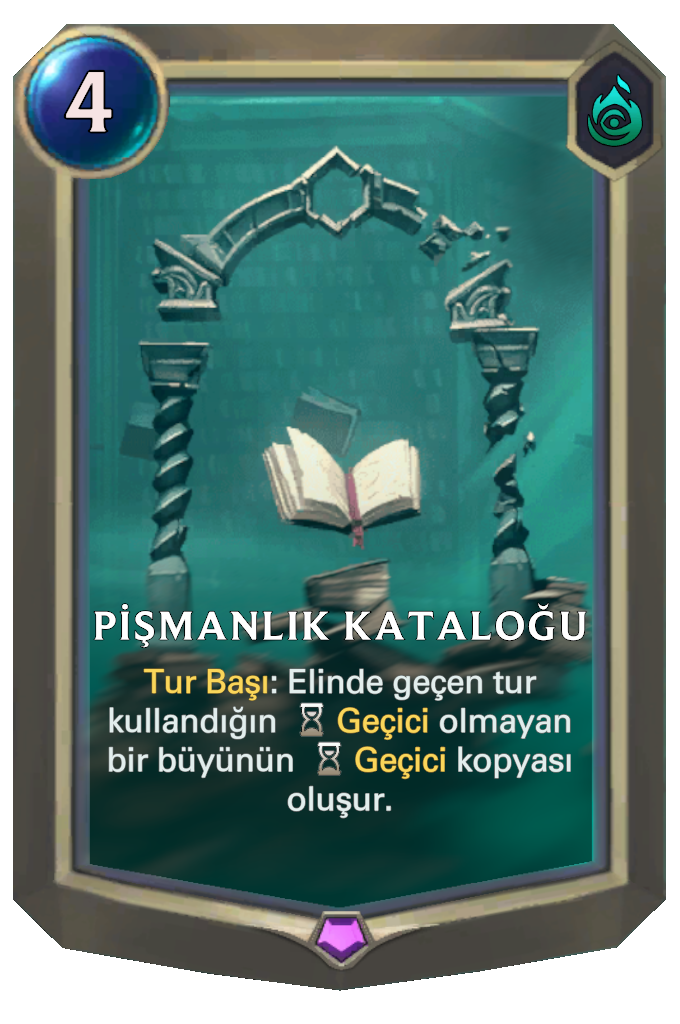 4
PİŞMANLIK KATALOĞU
Tur Başı: Elinde geçen tur
kullandığın Geçici olmayan
bir büyünün Geçici kopyası
oluşur.